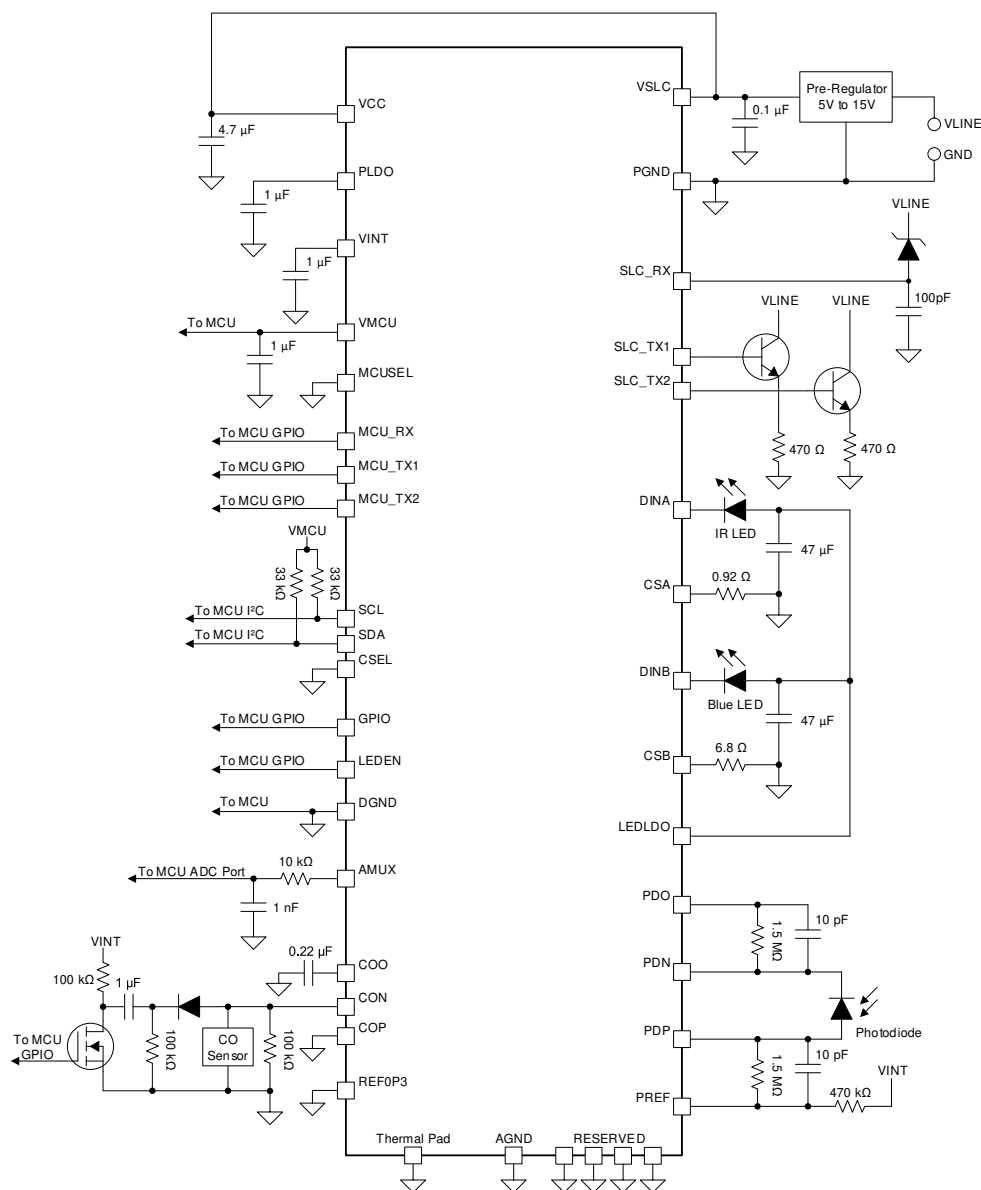 VCC
4.7 µF
PLDO
1 µF
VINT
1 µF
To MCU
VMCU
1 µF
MCUSEL
To MCU GPIO
MCU_RX
To MCU GPIO
MCU_TX1
To MCU GPIO
MCU_TX2
VMCU
33 kΩ
33 kΩ
To MCU I²C
SCL
To MCU I²C
SDA
CSEL
To MCU GPIO
GPIO
To MCU GPIO
LEDEN
To MCU
DGND
To MCU ADC Port
10 kΩ
AMUX
1 nF
VINT
100 kΩ
1 µF
0.22 µF
COO
CON
COP
To MCU
GPIO
100 kΩ
CO
Sensor
100 kΩ
REF0P3
Thermal Pad
AGND
RESERVED
VSLC
0.1 µF
Pre-Regulator
5V to 15V
VLINE
GND
PGND
VLINE
SLC_RX
100pF
VLINE
VLINE
SLC_TX1
SLC_TX2
470 Ω
470 Ω
DINA
IR LED
47 µF
CSA
0.92 Ω
DINB
Blue LED
47 µF
CSB
6.8 Ω
LEDLDO
PDO
1.5 MΩ
10 pF
PDN
Photodiode
PDP
1.5 MΩ
10 pF
VINT
PREF
470 kΩ